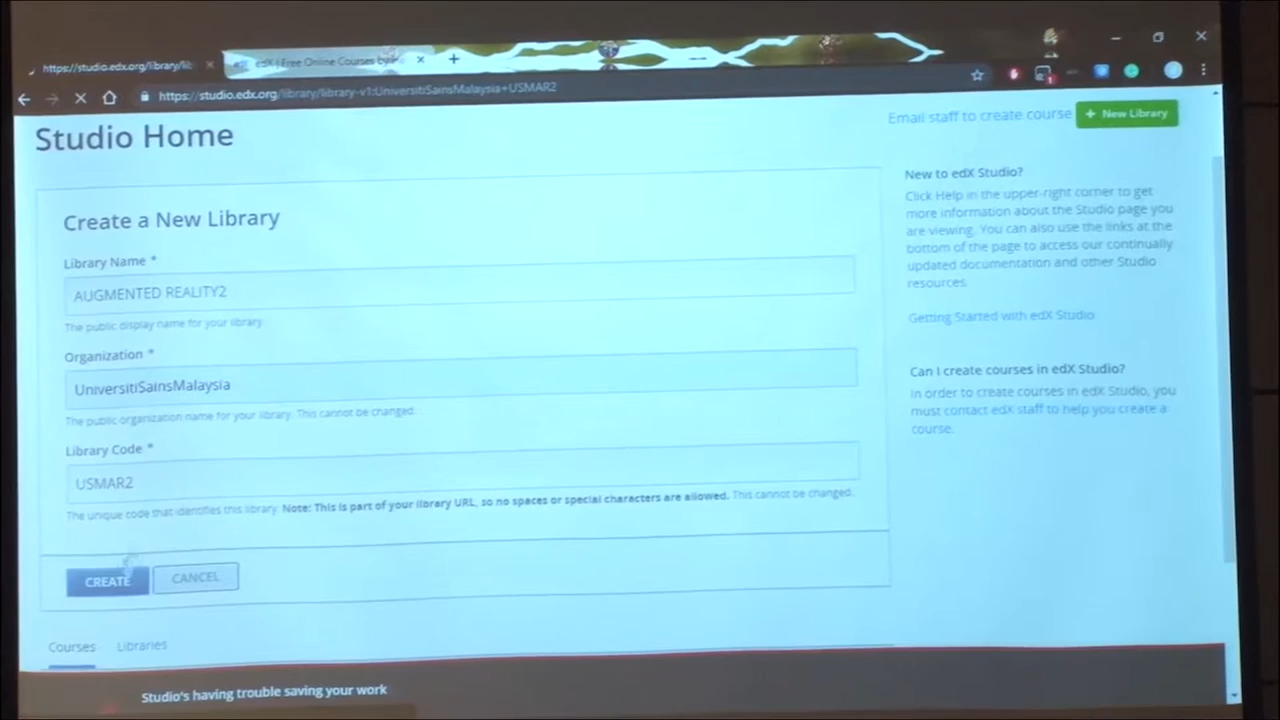 https://studio.edx.org/library/lib
edX | Free Online Courses by
https://studio.edx.org/library/library-v1:UniversitiSainsMalaysia+USMAR2
Studio Home
Email staff to create course
+ New Library
Create a New Library
Library Name *
AUGMENTED REALITY2
The public display name for your library.
Organization *
UniversitiSainsMalaysia
The public organization name for your library. This cannot be changed.
Library Code *
USMAR2
The unique code that identifies this library. Note: This is part of your library URL, so no spaces or special characters are allowed. This cannot be changed.
CREATE
CANCEL
New to edX Studio?
Click Help in the upper-right corner to get
more information about the Studio page you
are viewing. You can also use the links at the
bottom of the page to access our continually
updated documentation and other Studio
resources.
Getting Started with edX Studio
Can I create courses in edX Studio?
In order to create courses in edX Studio, you
must contact edX staff to help you create a
course.
Courses
Libraries
Studio's having trouble saving your work